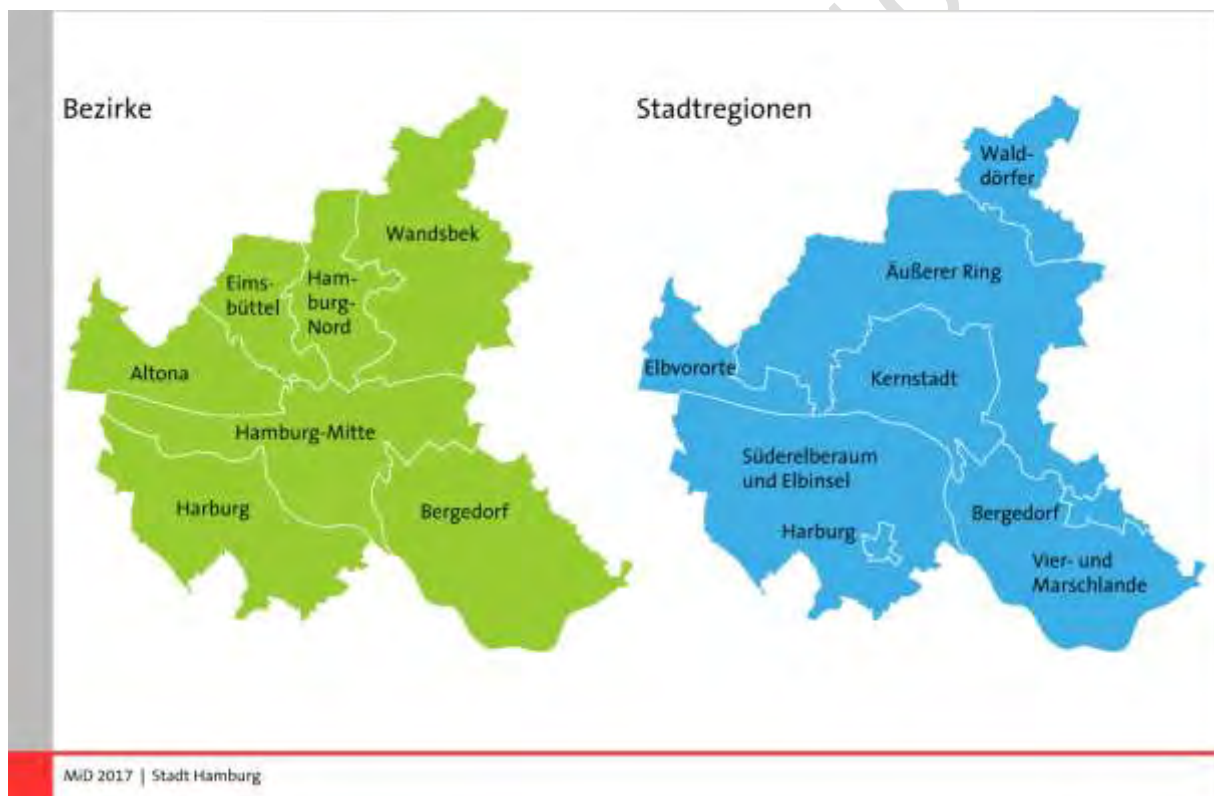 Bezirke
Wandsbek
Eims-
büttel
Ham-
burg-
Nord
Altona
Hamburg-Mitte
Harburg
Bergedorf
Stadtregionen
Wald-
dörfer
Äußerer Ring
Elbvororte
Kernstadt
Süderelberaum
und Elbinsel
Harburg
Bergedorf
Vier- und
Marschlande
MiD 2017 | Stadt Hamburg